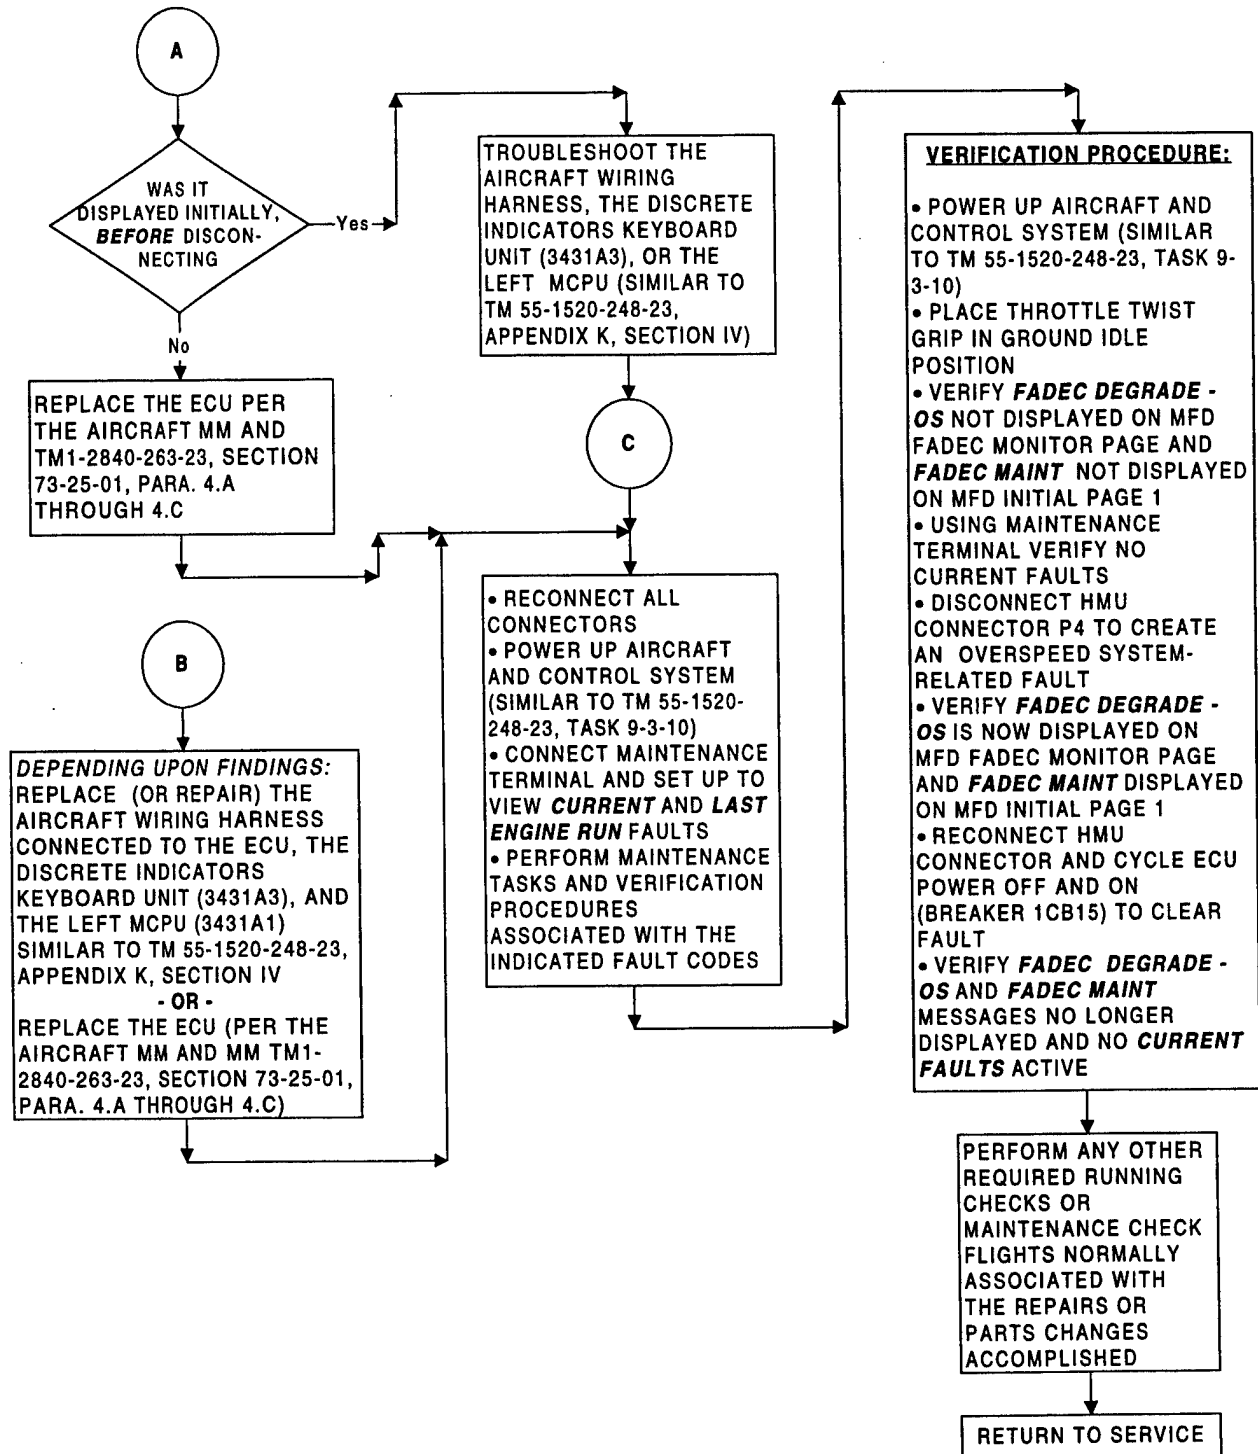 A
WAS IT
DISPLAYED INITIALLY,
BEFORE DISCON-
NECTING
Yes
No
REPLACE THE ECU PER
THE AIRCRAFT MM AND
TM1-2840-263-23, SECTION
73-25-01, PARA. 4.A
THROUGH 4.C
B
DEPENDING UPON FINDINGS:
REPLACE (OR REPAIR) THE
AIRCRAFT WIRING HARNESS
CONNECTED TO THE ECU, THE
DISCRETE INDICATORS
KEYBOARD UNIT (3431A3), AND
THE LEFT MCPU (3431A1)
SIMILAR TO TM 55-1520-248-23,
APPENDIX K, SECTION IV
- OR -
REPLACE THE ECU (PER THE
AIRCRAFT MM AND MM TM1-
2840-263-23, SECTION 73-25-01,
PARA. 4.A THROUGH 4.C)
TROUBLESHOOT THE
AIRCRAFT WIRING
HARNESS, THE DISCRETE
INDICATORS KEYBOARD
UNIT (3431A3), OR THE
LEFT MCPU (SIMILAR TO
TM 55-1520-248-23,
APPENDIX K, SECTION IV)
C
• RECONNECT ALL
CONNECTORS
• POWER UP AIRCRAFT
AND CONTROL SYSTEM
(SIMILAR TO TM 55-1520-
248-23, TASK 9-3-10)
• CONNECT MAINTENANCE
TERMINAL AND SET UP TO
VIEW CURRENT AND LAST
ENGINE RUN FAULTS
• PERFORM MAINTENANCE
TASKS AND VERIFICATION
PROCEDURES
ASSOCIATED WITH THE
INDICATED FAULT CODES
VERIFICATION PROCEDURE:
• POWER UP AIRCRAFT AND
CONTROL SYSTEM (SIMILAR
TO TM 55-1520-248-23, TASK 9-
3-10)
• PLACE THROTTLE TWIST
GRIP IN GROUND IDLE
POSITION
• VERIFY FADEC DEGRADE -
OS NOT DISPLAYED ON MFD
FADEC MONITOR PAGE AND
FADEC MAINT NOT DISPLAYED
ON MFD INITIAL PAGE 1
• USING MAINTENANCE
TERMINAL VERIFY NO
CURRENT FAULTS
• DISCONNECT HMU
CONNECTOR P4 TO CREATE
AN OVERSPEED SYSTEM-
RELATED FAULT
• VERIFY FADEC DEGRADE -
OS IS NOW DISPLAYED ON
MFD FADEC MONITOR PAGE
AND FADEC MAINT DISPLAYED
ON MFD INITIAL PAGE 1
• RECONNECT HMU
CONNECTOR AND CYCLE ECU
POWER OFF AND ON
(BREAKER 1CB15) TO CLEAR
FAULT
• VERIFY FADEC DEGRADE -
OS AND FADEC MAINT
MESSAGES NO LONGER
DISPLAYED AND NO CURRENT
FAULTS ACTIVE
PERFORM ANY OTHER
REQUIRED RUNNING
CHECKS OR
MAINTENANCE CHECK
FLIGHTS NORMALLY
ASSOCIATED WITH
THE REPAIRS OR
PARTS CHANGES
ACCOMPLISHED
RETURN TO SERVICE